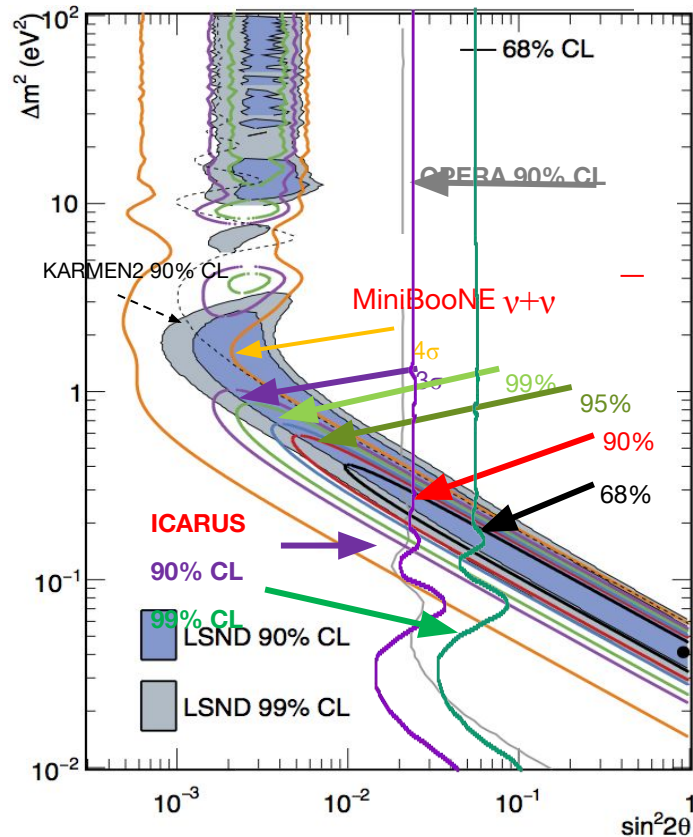 10²
Δm² (eV²)
68% CL
OPERA 90% CL
10
KARMEN2 90% CL
MiniBooNE ν+ν
4σ
3σ
99%
1
95%
90%
68%
ICARUS
90% CL
10⁻¹
99% CL
LSND 90% CL
LSND 99% CL
10⁻²
10⁻³
10⁻²
10⁻¹
1
sin²2θ